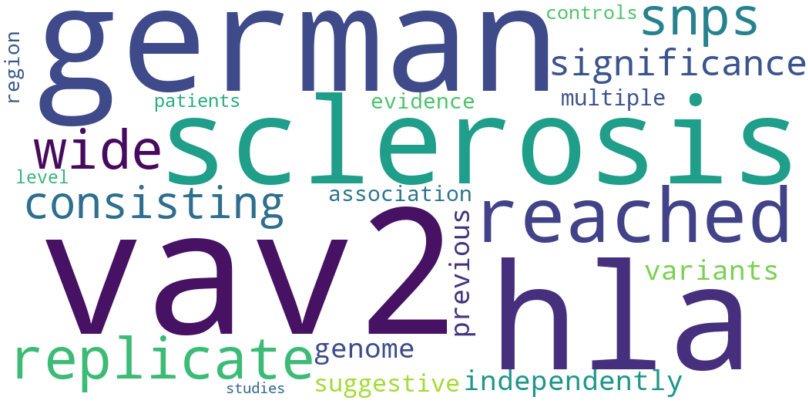 german
controls
snps
region
significance
patients
evidence
multiple
sclerosis
wide
level
consisting
association
reached
vav2
previous
hla
variants
replicate
genome
suggestive
independently
studies